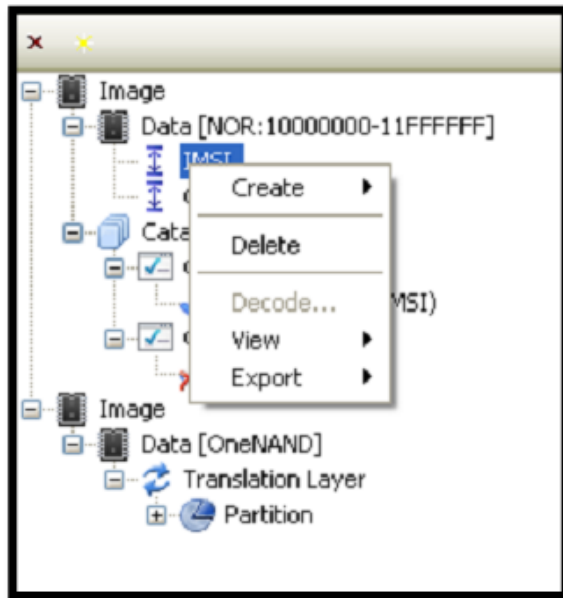 Image
Data [NOR:10000000-11FFFFFF]
IMSI
Create
Delete
Decode...
MSI)
View
Export
Image
Data [OneNAND]
Translation Layer
Partition